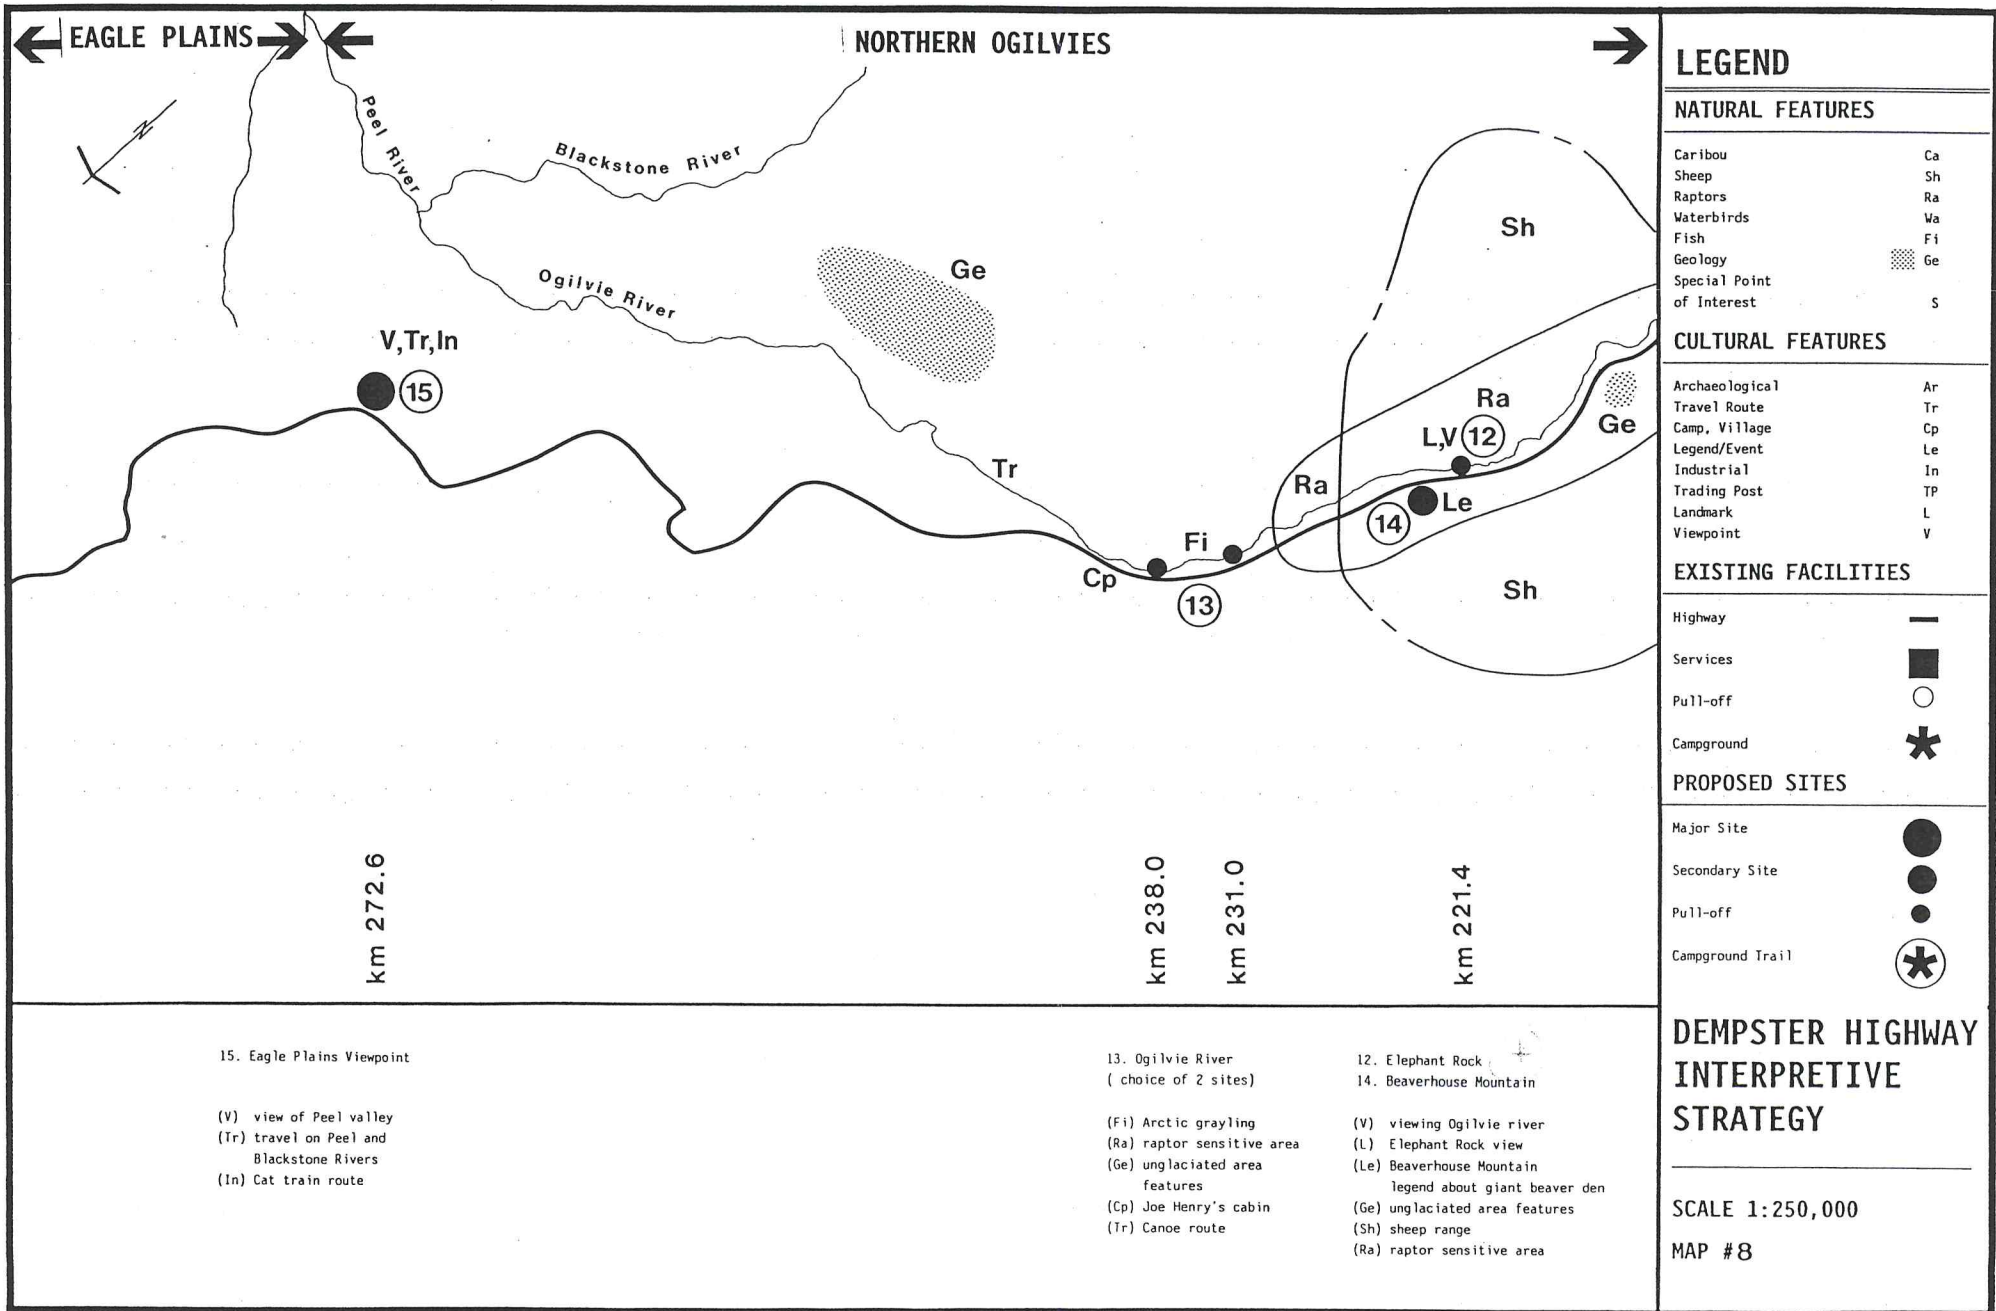 EAGLE PLAINS
NORTHERN OGILVIES
N
Peel River
Blackstone River
Ogilvie River
Ge
Sh
V,Tr,In
15
Tr
Ra
L,V 12
Ge
Ra
14 Le
Fi
Cp
13
Sh
km 272.6
km 238.0
km 231.0
km 221.4
15. Eagle Plains Viewpoint
(V) view of Peel valley
(Tr) travel on Peel and
Blackstone Rivers
(In) Cat train route
13. Ogilvie River
( choice of 2 sites)
(Fi) Arctic grayling
(Ra) raptor sensitive area
(Ge) unglaciated area
features
(Cp) Joe Henry's cabin
(Tr) Canoe route
12. Elephant Rock
14. Beaverhouse Mountain
(V) viewing Ogilvie river
(L) Elephant Rock view
(Le) Beaverhouse Mountain
legend about giant beaver den
(Ge) unglaciated area features
(Sh) sheep range
(Ra) raptor sensitive area
LEGEND
NATURAL FEATURES
Caribou Ca
Sheep Sh
Raptors Ra
Waterbirds Wa
Fish Fi
Geology Ge
Special Point
of Interest S
CULTURAL FEATURES
Archaeological Ar
Travel Route Tr
Camp, Village Cp
Legend/Event Le
Industrial In
Trading Post TP
Landmark L
Viewpoint V
EXISTING FACILITIES
Highway
Services
Pull-off
Campground
PROPOSED SITES
Major Site
Secondary Site
Pull-off
Campground Trail
DEMPSTER HIGHWAY
INTERPRETIVE
STRATEGY
SCALE 1:250,000
MAP #8